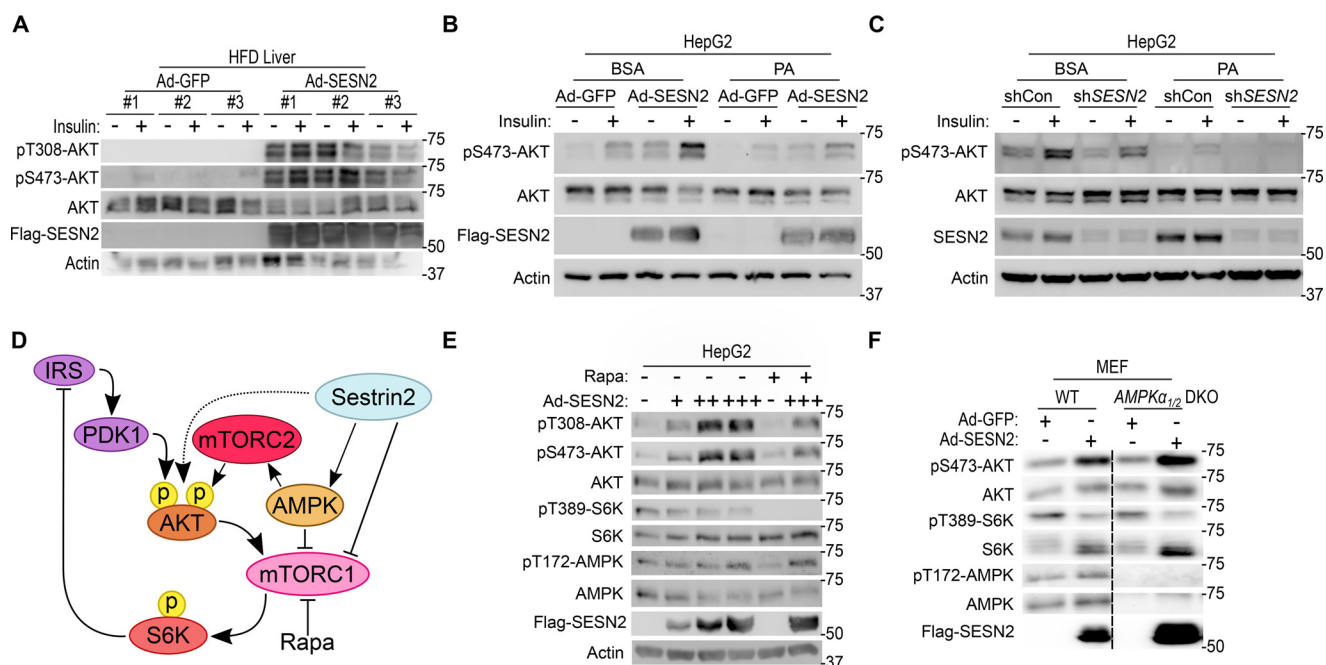 A
HFD Liver
Ad-GFP Ad-SESN2
#1 #2 #3 #1 #2 #3
Insulin: - + - + - + - + - + - +
pT308-AKT -75
pS473-AKT -75
AKT -75
Flag-SESN2 -50
Actin -37
B
HepG2
BSA PA
Ad-GFP Ad-SESN2 Ad-GFP Ad-SESN2
Insulin: - + - + - + - +
pS473-AKT -75
AKT -75
Flag-SESN2 -50
Actin -37
C
HepG2
BSA PA
shCon shSESN2 shCon shSESN2
Insulin: - + - + - + - +
pS473-AKT -75
AKT -75
SESN2 -50
Actin -37
D
IRS
Sestrin2
PDK1
mTORC2
p p
AKT
AMPK
mTORC1
p
S6K
Rapa
E
HepG2
Rapa: - - - - + +
Ad-SESN2: - + ++ +++ - +++
pT308-AKT -75
pS473-AKT -75
AKT -75
pT389-S6K -75
S6K -75
pT172-AMPK -75
AMPK -75
Flag-SESN2 -50
Actin -37
F
MEF
WT AMPKα1/2 DKO
Ad-GFP: + - + -
Ad-SESN2: - + - +
pS473-AKT -75
AKT -75
pT389-S6K -75
S6K -75
pT172-AMPK -75
AMPK -75
Flag-SESN2 -50